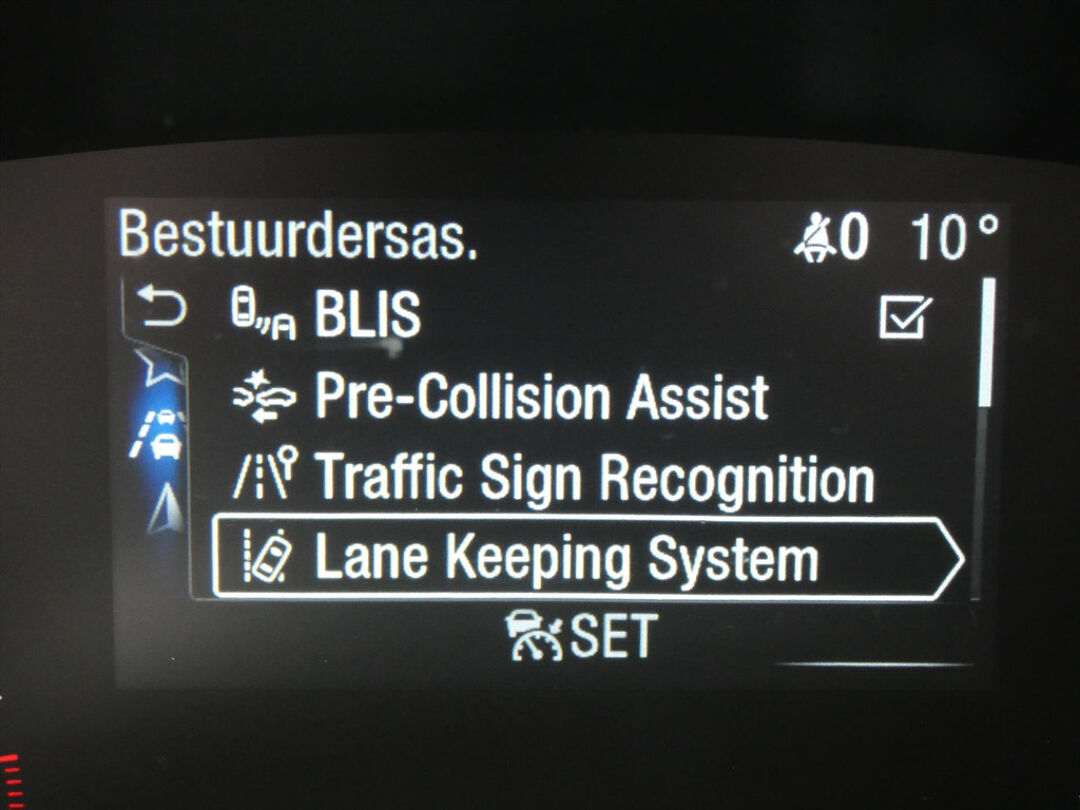 Bestuurdersas. 0 10°
BLIS
Pre-Collision Assist
Traffic Sign Recognition
Lane Keeping System
SET